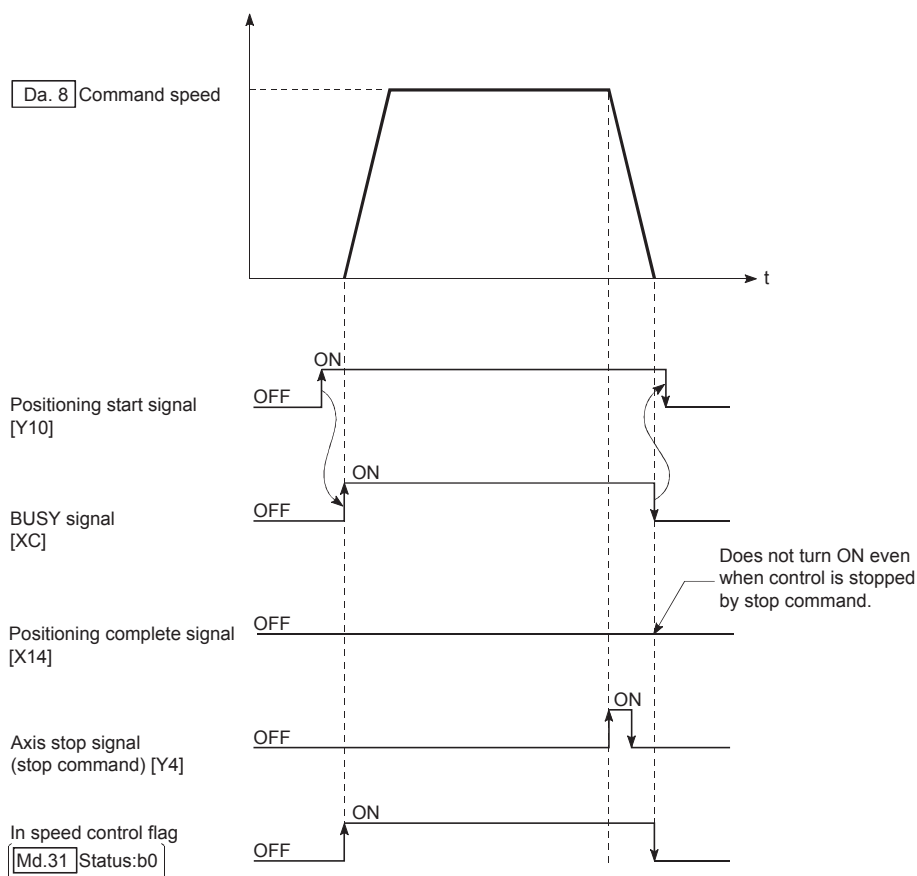 Da. 8 Command speed
t
ON
OFF
Positioning start signal
[Y10]
ON
OFF
BUSY signal
[XC]
Does not turn ON even
when control is stopped
by stop command.
OFF
Positioning complete signal
[X14]
ON
OFF
Axis stop signal
(stop command) [Y4]
ON
In speed control flag
OFF
Md.31 Status:b0